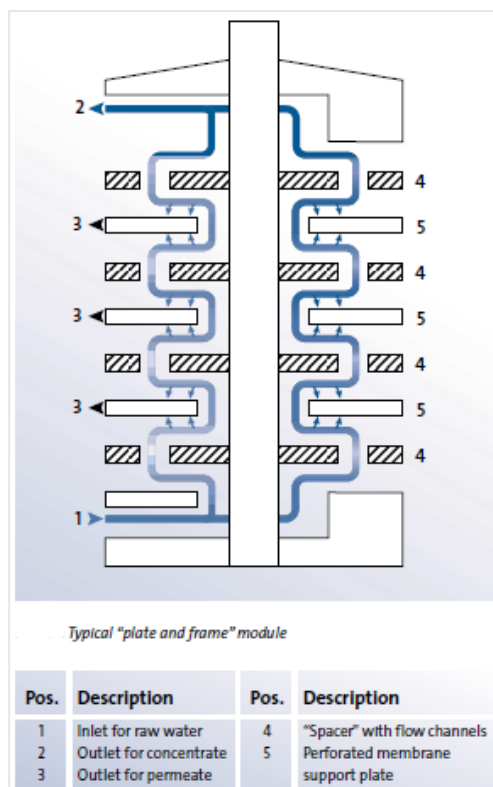 2
4
3
5
4
3
5
4
3
5
4
1
Typical “plate and frame” module
Pos. Description Pos. Description
1 Inlet for raw water 4 “Spacer” with flow channels
2 Outlet for concentrate 5 Perforated membrane
3 Outlet for permeate support plate